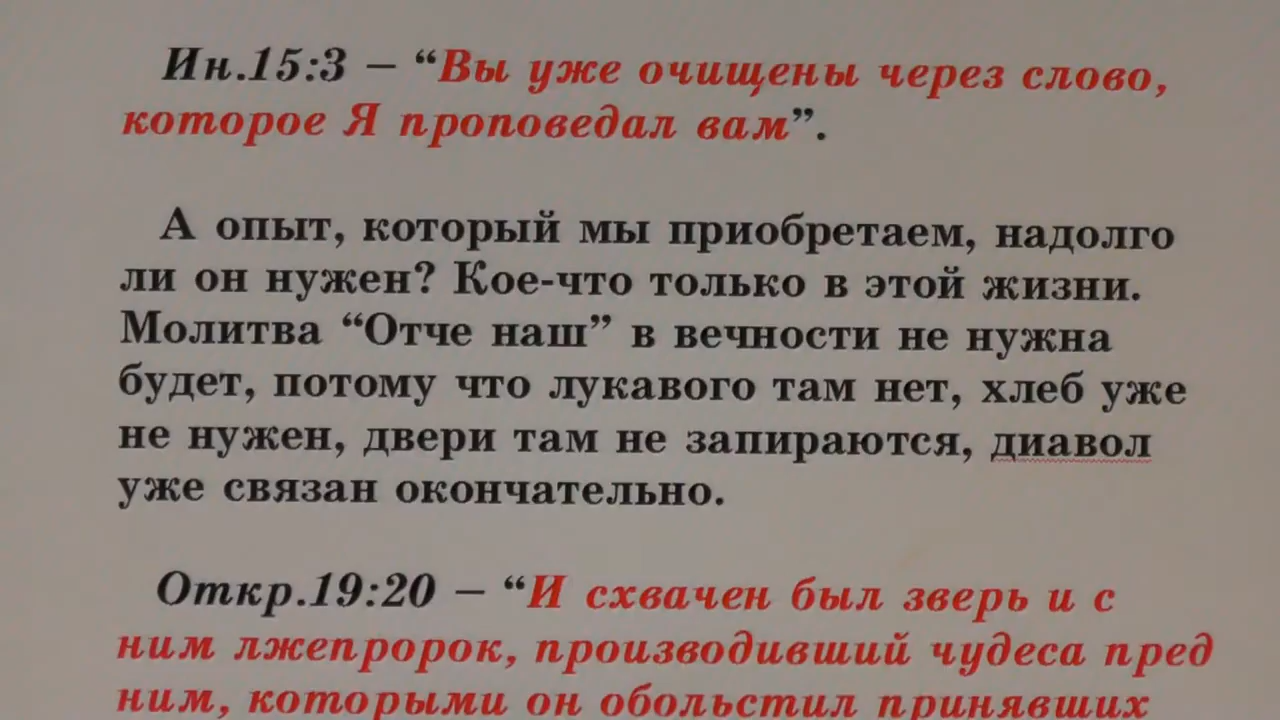 Ин.15:3 – “Вы уже очищены через слово,
которое Я проповедал вам”.
А опыт, который мы приобретаем, надолго
ли он нужен? Кое-что только в этой жизни.
Молитва “Отче наш” в вечности не нужна
будет, потому что лукавого там нет, хлеб уже
не нужен, двери там не запираются, диавол
уже связан окончательно.
Откр.19:20 – “И схвачен был зверь и с
ним лжепророк, производивший чудеса пред
ним, которыми он обольстил принявших